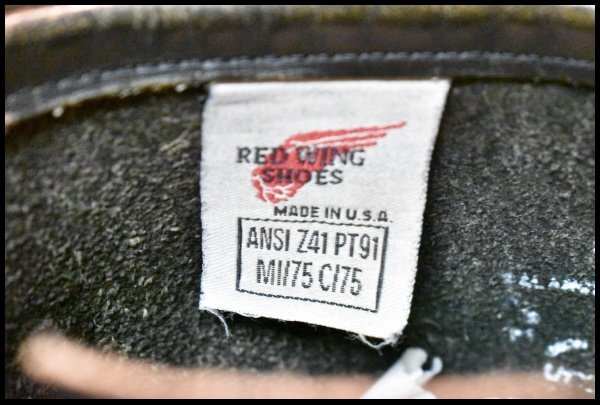 RED WING
SHOES
MADE IN U.S.A.
ANSI Z41 PT91
MI/75 C/75